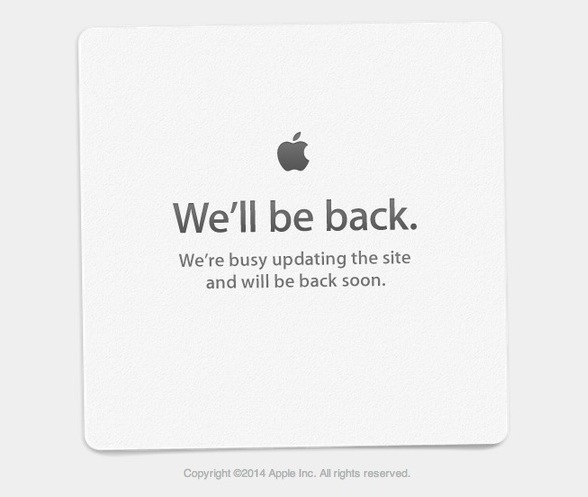 We’ll be back.
We’re busy updating the site
and will be back soon.
Copyright ©2014 Apple Inc. All rights reserved.